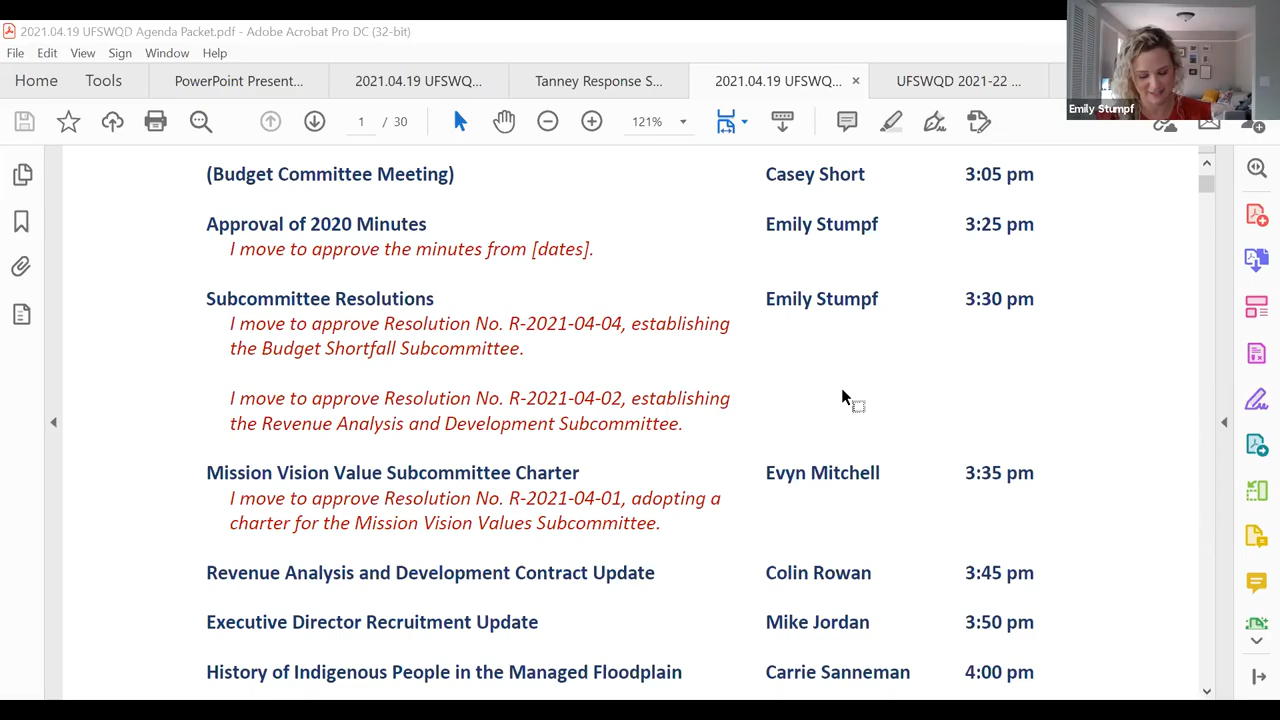 2021.04.19 UFSWQD Agenda Packet.pdf - Adobe Acrobat Pro DC (32-bit)
File Edit View Sign Window Help
Home Tools PowerPoint Present... 2021.04.19 UFSWQ... Tanney Response S... 2021.04.19 UFSWQ... × UFSWQD 2021-22 ...
Emily Stumpf
1 / 30 121%
(Budget Committee Meeting) Casey Short 3:05 pm
Approval of 2020 Minutes Emily Stumpf 3:25 pm
I move to approve the minutes from [dates].
Subcommittee Resolutions Emily Stumpf 3:30 pm
I move to approve Resolution No. R-2021-04-04, establishing
the Budget Shortfall Subcommittee.
I move to approve Resolution No. R-2021-04-02, establishing
the Revenue Analysis and Development Subcommittee.
Mission Vision Value Subcommittee Charter Evyn Mitchell 3:35 pm
I move to approve Resolution No. R-2021-04-01, adopting a
charter for the Mission Vision Values Subcommittee.
Revenue Analysis and Development Contract Update Colin Rowan 3:45 pm
Executive Director Recruitment Update Mike Jordan 3:50 pm
History of Indigenous People in the Managed Floodplain Carrie Sanneman 4:00 pm